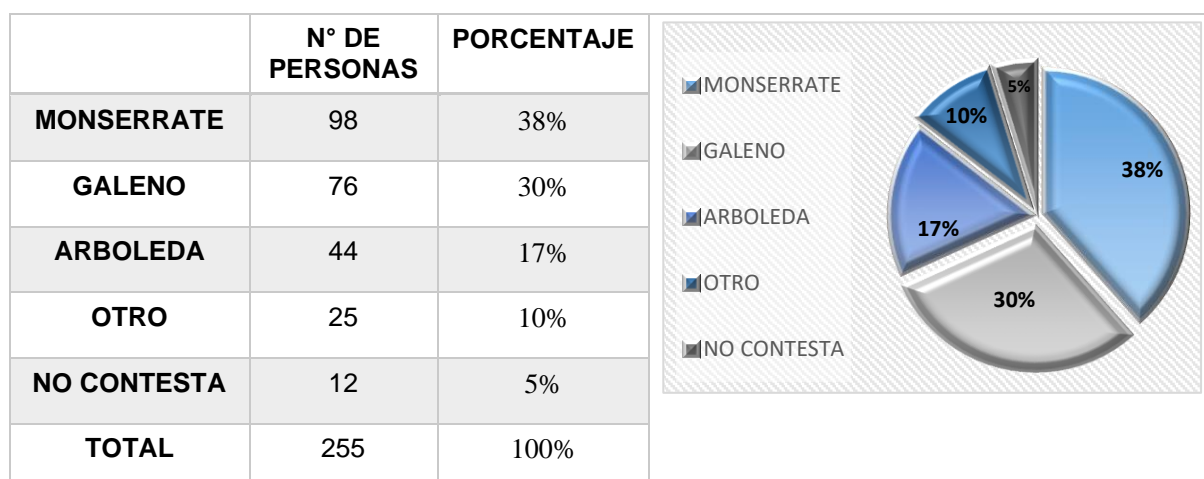 N° DE PERSONAS PORCENTAJE
MONSERRATE 98 38%
GALENO 76 30%
ARBOLEDA 44 17%
OTRO 25 10%
NO CONTESTA 12 5%
TOTAL 255 100%
MONSERRATE
GALENO
ARBOLEDA
OTRO
NO CONTESTA
5%
10%
38%
17%
30%